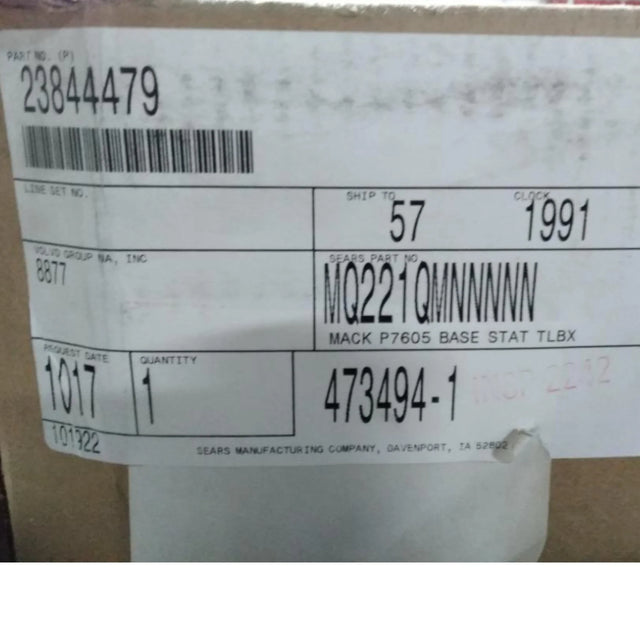 PART NO. (P)
23844479
LINE SET NO.
SHIP TO
57
CLOCK
1991
VOLVO GROUP NA, INC
8877
SEARS PART NO
MQ221QMNNNNN
MACK P7605 BASE STAT TLBX
REQUEST DATE
1017
QUANTITY
1
473494-1
INSP 2242
101922
SEARS MANUFACTURING COMPANY, DAVENPORT, IA 52802